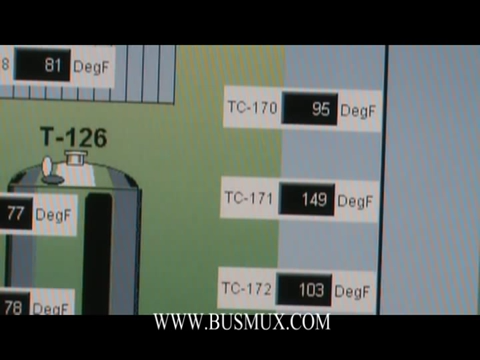 8 81 DegF
TC-170 95 DegF
T-126
TC-171 149 DegF
77 DegF
TC-172 103 DegF
78 DegF
WWW.BUSMUX.COM